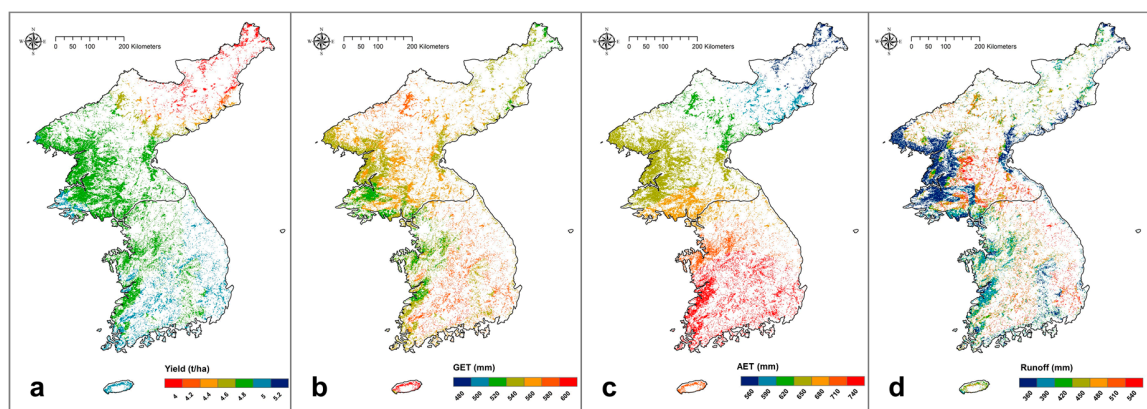 N
W E
S
0 50 100 200 Kilometers
a
Yield (t/ha)
4 4.2 4.4 4.6 4.8 5 5.2
N
W E
S
0 50 100 200 Kilometers
b
GET (mm)
480 500 520 540 560 580 600
N
W E
S
0 50 100 200 Kilometers
c
AET (mm)
560 590 620 650 680 710 740
N
W E
S
0 50 100 200 Kilometers
d
Runoff (mm)
360 390 420 450 480 510 540